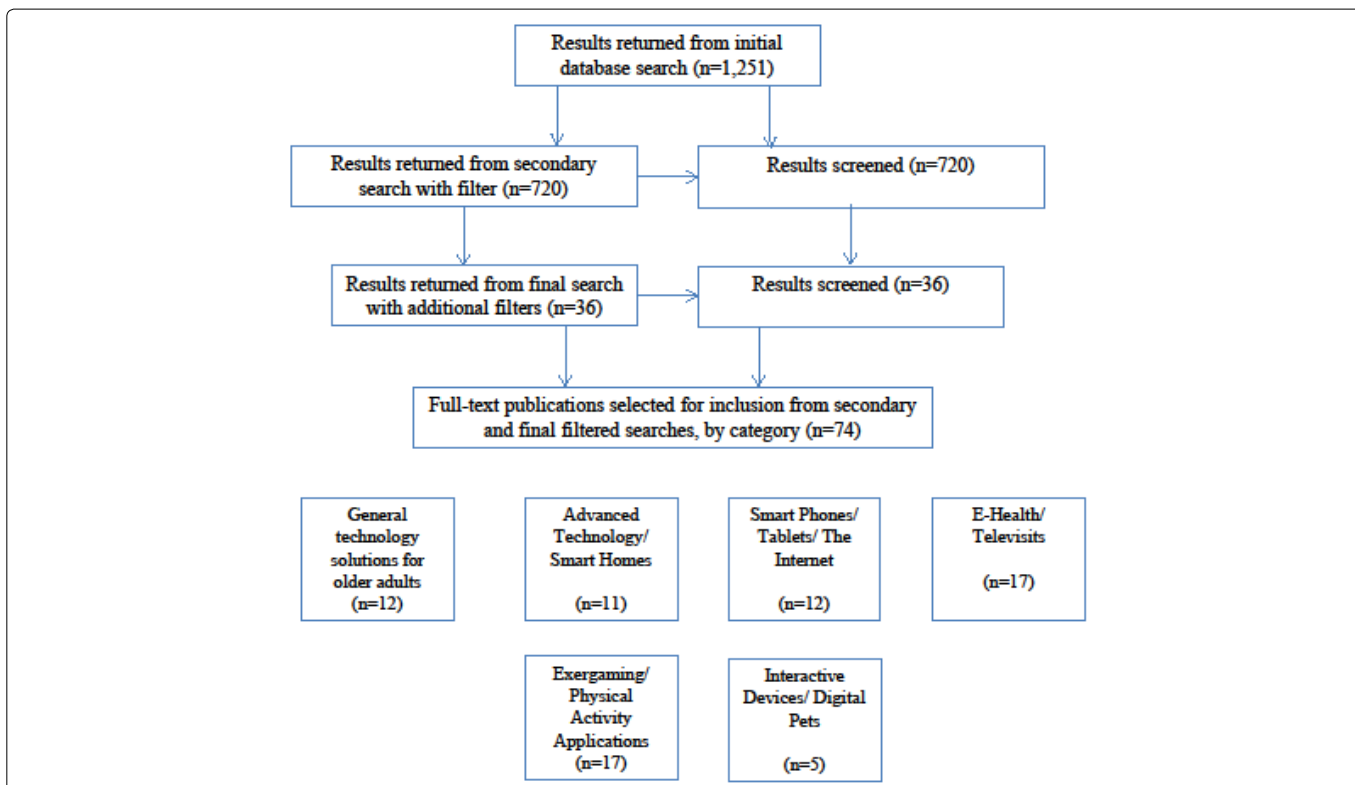 Results returned from initial
database search (n=1,251)
Results returned from secondary
search with filter (n=720)
Results screened (n=720)
Results returned from final search
with additional filters (n=36)
Results screened (n=36)
Full-text publications selected for inclusion from secondary
and final filtered searches, by category (n=74)
General
technology
solutions for
older adults
(n=12)
Advanced
Technology/
Smart Homes
(n=11)
Smart Phones/
Tablets/ The
Internet
(n=12)
E-Health/
Televisits
(n=17)
Exergaming/
Physical
Activity
Applications
(n=17)
Interactive
Devices/ Digital
Pets
(n=5)